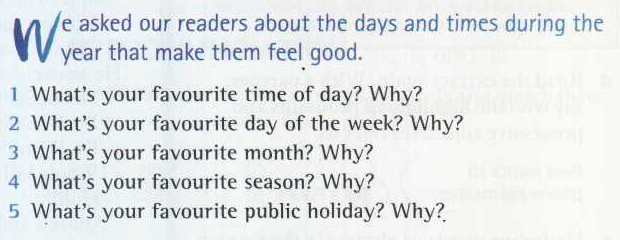 We asked our readers about the days and times during the
year that make them feel good.
1 What's your favourite time of day? Why?
2 What's your favourite day of the week? Why?
3 What's your favourite month? Why?
4 What's your favourite season? Why?
5 What's your favourite public holiday? Why?